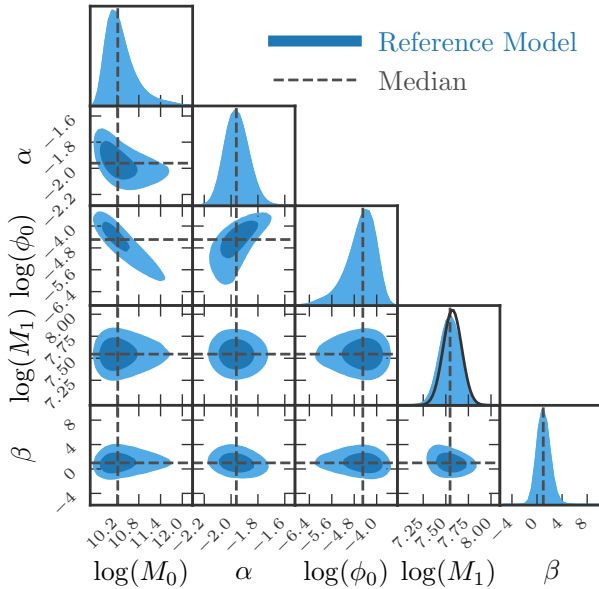 Reference Model
Median
α
−1.6
−1.8
−2.0
−2.2
log(ϕ₀)
−4.0
−4.8
−5.6
−6.4
log(M₁)
8.00
7.75
7.50
7.25
β
8
4
0
−4
10.2 10.8 11.4 12.0 −2.2 −2.0 −1.8 −1.6 −6.4 −5.6 −4.8 −4.0 7.25 7.50 7.75 8.00 −4 0 4 8
log(M₀) α log(ϕ₀) log(M₁) β